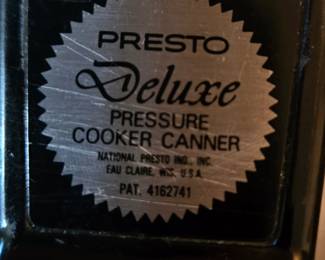 PRESTO
Deluxe
PRESSURE
COOKER CANNER
NATIONAL PRESTO IND., INC.
EAU CLAIRE, WIS. U.S.A.
PAT. 4162741